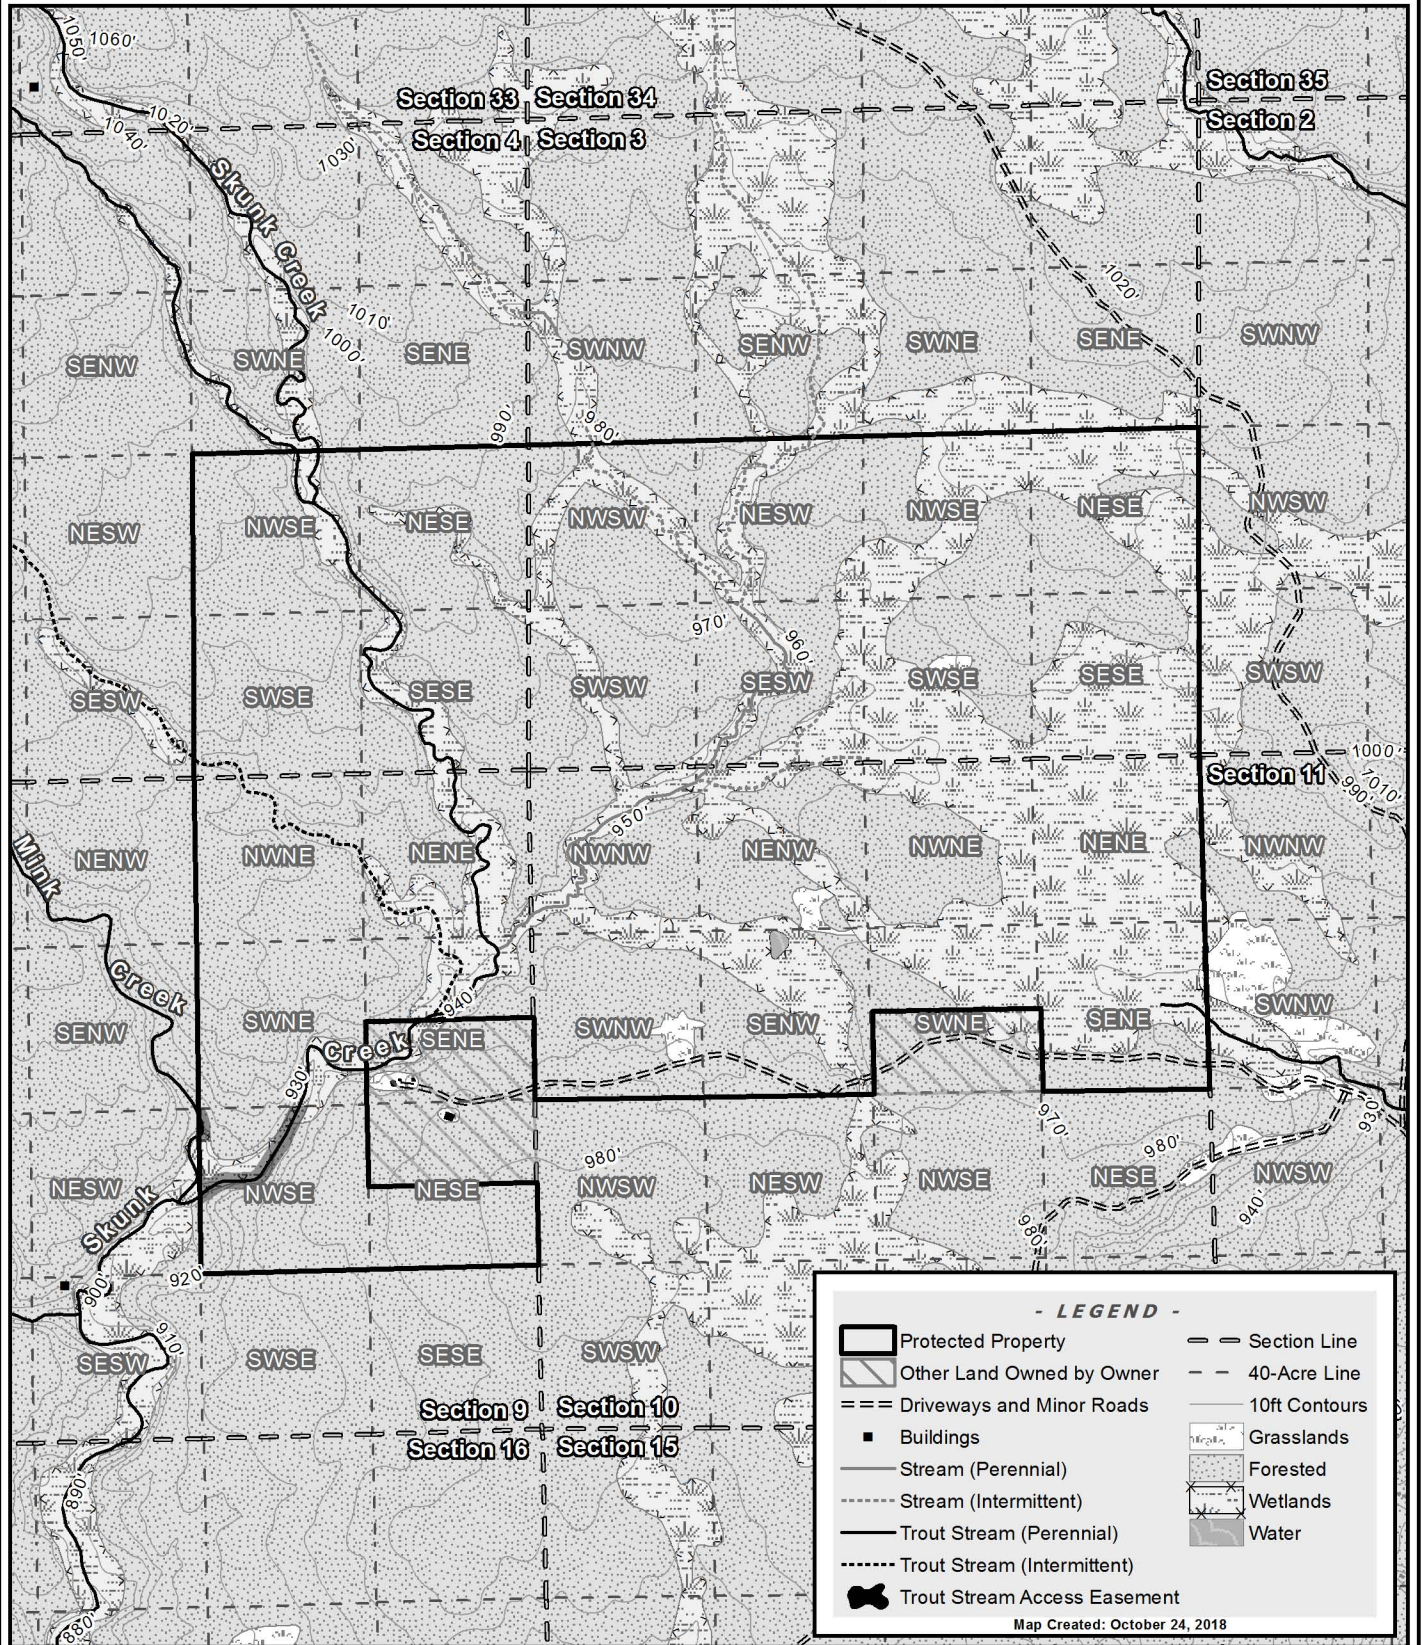 1050'
1060'
Section 33
Section 34
Section 35
1020'
1040'
Section 4
Section 3
Section 2
1030'
Skunk Creek
1020'
1010'
1000'
SENW
SWNE
SENE
SWNW
SENW
SWNE
SENE
SWNW
990'
980'
NESW
NWSE
NESE
NWSW
NESW
NWSE
NESE
NWSW
970'
960'
SESW
SWSE
SESE
SWSW
SESW
SWSE
SESE
SWSW
1000'
Section 11
1010'
990'
950'
Mink Creek
NENW
NWNE
NENE
NWNW
NENW
NWNE
NENE
NWNW
940'
SENW
SWNE
Creek
SENE
SWNW
SENW
SWNE
SENE
SWNW
930'
970'
930'
980'
980'
NESW
NWSE
NESE
NWSW
NESW
NWSE
NESE
NWSW
Skunk
940'
980'
920'
900'
910'
SESW
SWSE
SESE
SWSW
Section 9
Section 10
Section 16
Section 15
890'
880'
- LEGEND -
Protected Property
Other Land Owned by Owner
Driveways and Minor Roads
Buildings
Stream (Perennial)
Stream (Intermittent)
Trout Stream (Perennial)
Trout Stream (Intermittent)
Trout Stream Access Easement
Section Line
40-Acre Line
10ft Contours
Grasslands
Forested
Wetlands
Water
Map Created: October 24, 2018